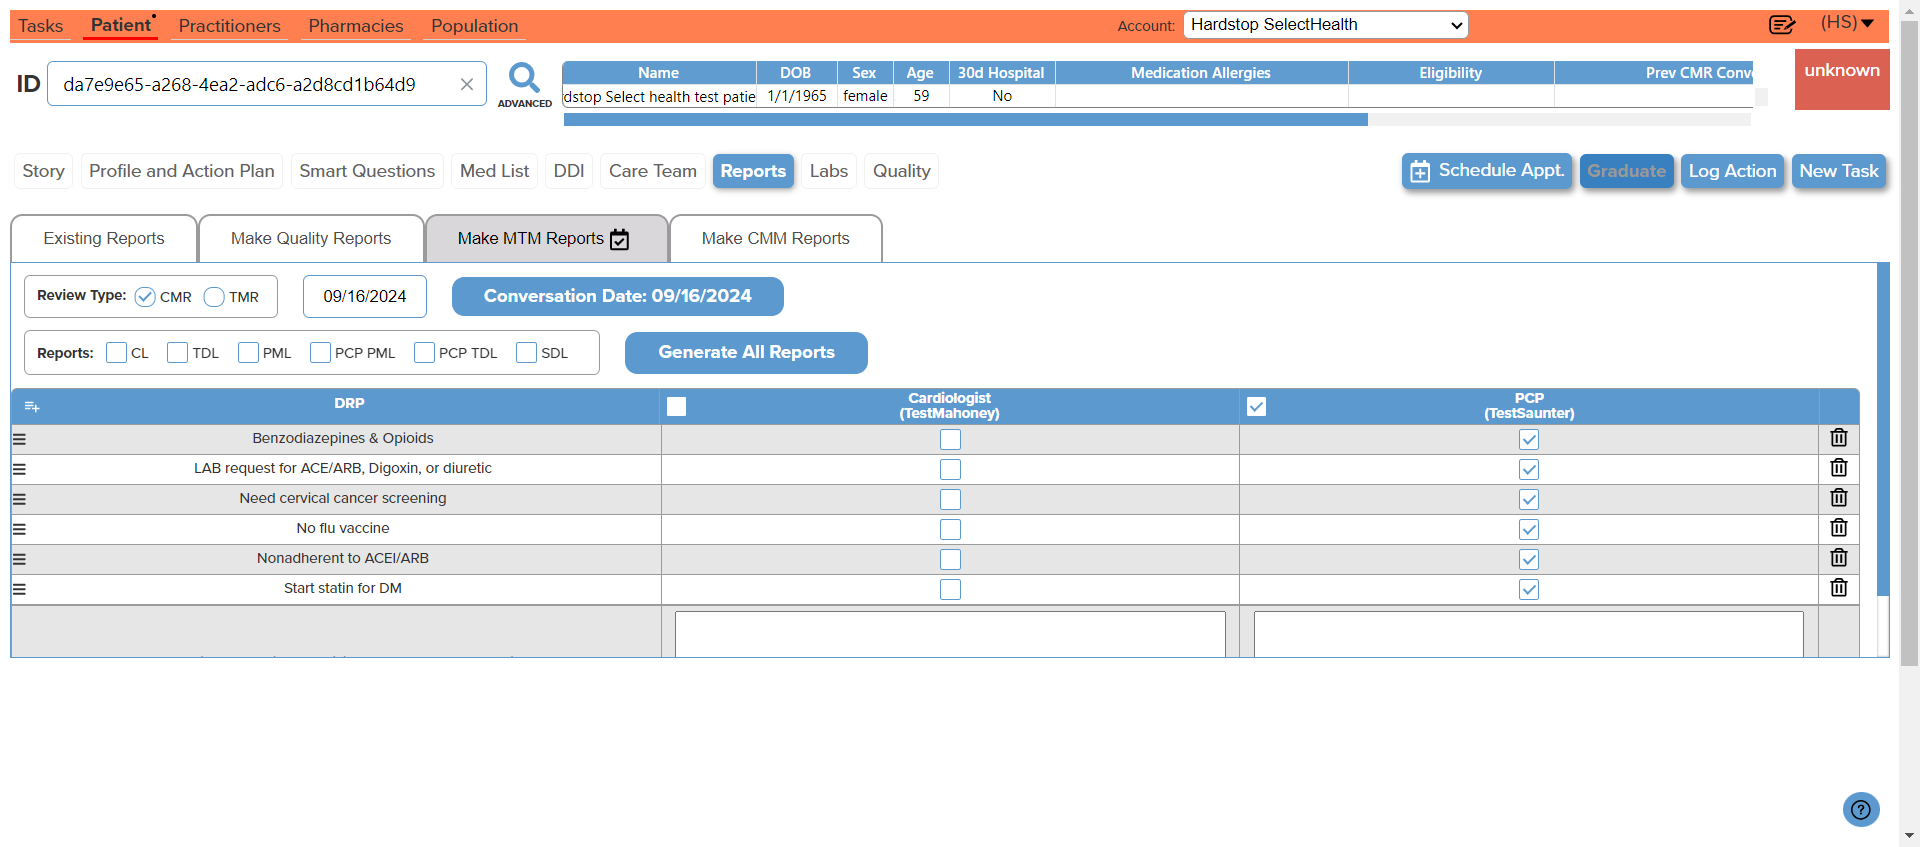 Tasks Patient Practitioners Pharmacies Population Account: Hardstop SelectHealth (HS)
ID da7e9e65-a268-4ea2-adc6-a2d8cd1b64d9 ADVANCED
Name DOB Sex Age 30d Hospital Medication Allergies Eligibility Prev CMR Conv
dstop Select health test patie 1/1/1965 female 59 No
unknown
Story Profile and Action Plan Smart Questions Med List DDI Care Team Reports Labs Quality Schedule Appt. Graduate Log Action New Task
Existing Reports Make Quality Reports Make MTM Reports Make CMM Reports
Review Type: CMR TMR 09/16/2024 Conversation Date: 09/16/2024
Reports: CL TDL PML PCP PML PCP TDL SDL Generate All Reports
DRP Cardiologist (TestMahoney) PCP (TestSaunter)
Benzodiazepines & Opioids
LAB request for ACE/ARB, Digoxin, or diuretic
Need cervical cancer screening
No flu vaccine
Nonadherent to ACEI/ARB
Start statin for DM